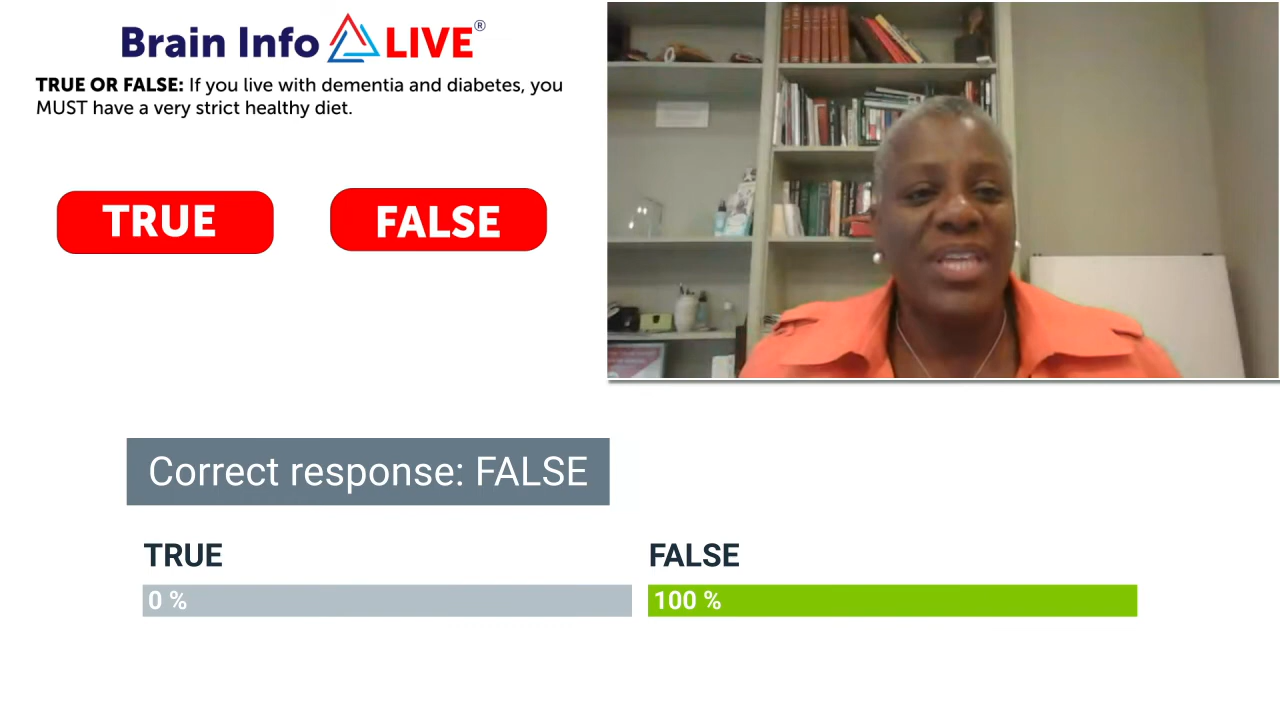 Brain Info LIVE®
TRUE OR FALSE: If you live with dementia and diabetes, you
MUST have a very strict healthy diet.
TRUE
FALSE
Correct response: FALSE
TRUE
FALSE
0 %
100 %